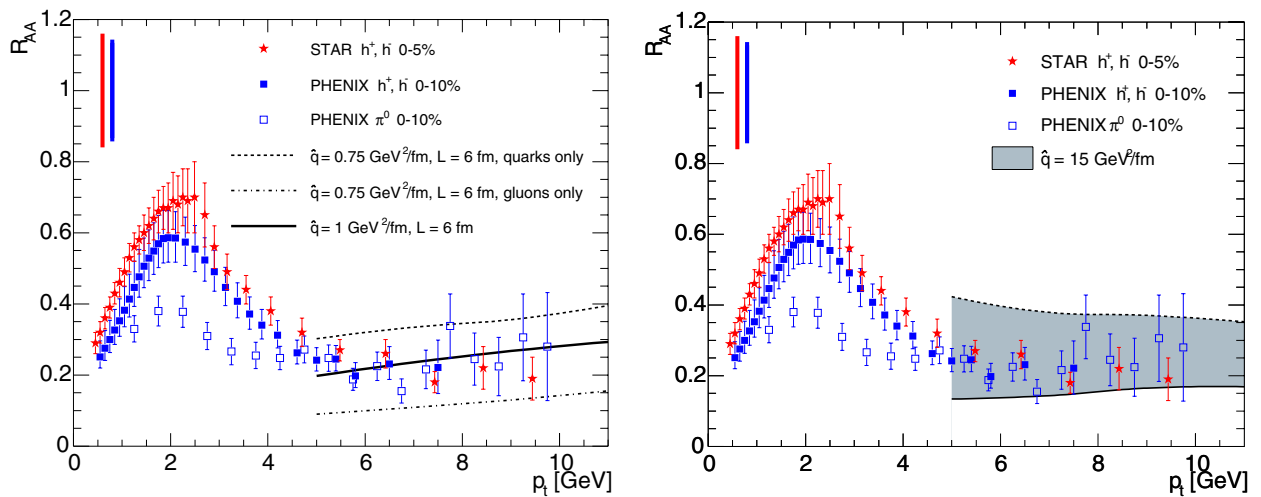 R_AA
1.2
1
0.8
0.6
0.4
0.2
0
STAR h⁺, h⁻ 0-5%
PHENIX h⁺, h⁻ 0-10%
PHENIX π⁰ 0-10%
q̂ = 0.75 GeV²/fm, L = 6 fm, quarks only
q̂ = 0.75 GeV²/fm, L = 6 fm, gluons only
q̂ = 1 GeV²/fm, L = 6 fm
0 2 4 6 8 10
p_t [GeV]
R_AA
1.2
1
0.8
0.6
0.4
0.2
0
STAR h⁺, h⁻ 0-5%
PHENIX h⁺, h⁻ 0-10%
PHENIX π⁰ 0-10%
q̂ = 15 GeV²/fm
0 2 4 6 8 10
p_t [GeV]